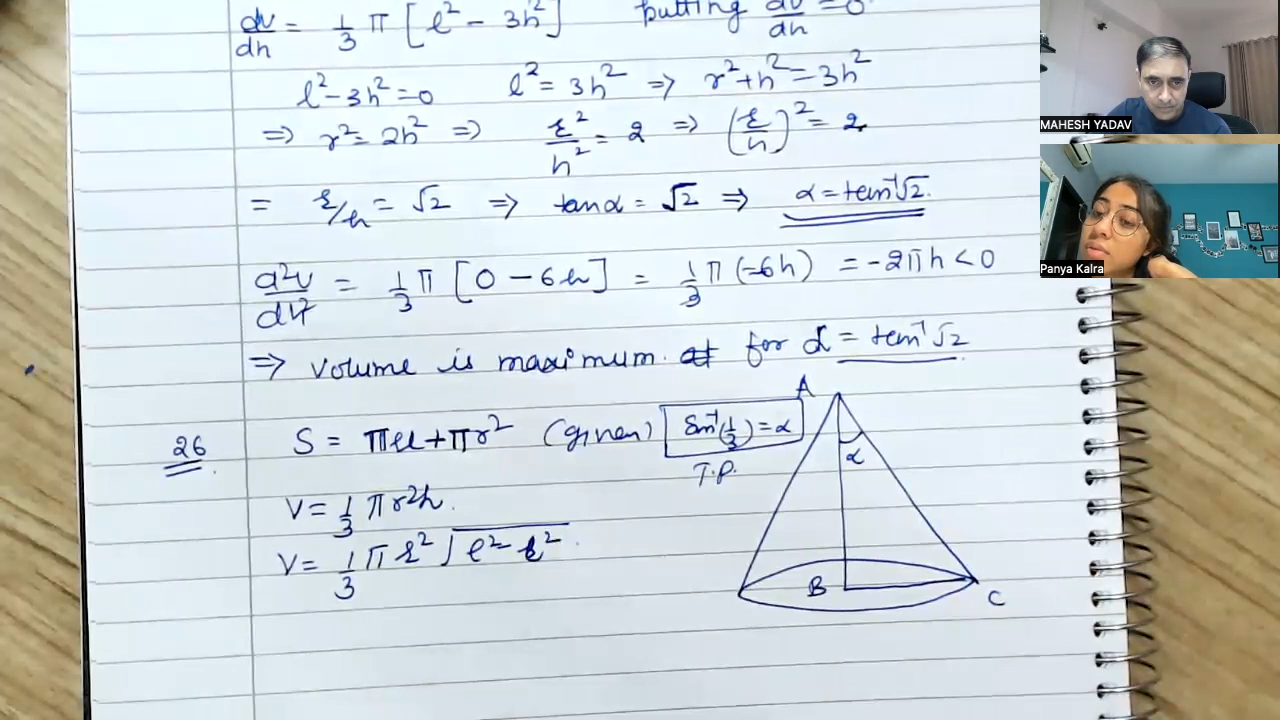 dv/dh = 1/3 π [l² − 3h²] putting dv/dh = 0
l² − 3h² = 0 l² = 3h² ⇒ r² + h² = 3h²
⇒ r² = 2h² ⇒ r²/h² = 2 ⇒ (r/h)² = 2
= r/h = √2 ⇒ tanα = √2 ⇒ α = tan⁻¹√2.
d²v/dh² = 1/3 π [0 − 6h] = 1/3 π (−6h) = −2πh < 0
⇒ volume is maximum. at for α = tan⁻¹√2
26 S = πrl + πr² (given) Sin⁻¹(1/3) = α
T.P.
V = 1/3 πr²h.
V = 1/3 πr² √l² − r².
A
α
B
C
MAHESH YADAV
Panya Kalra